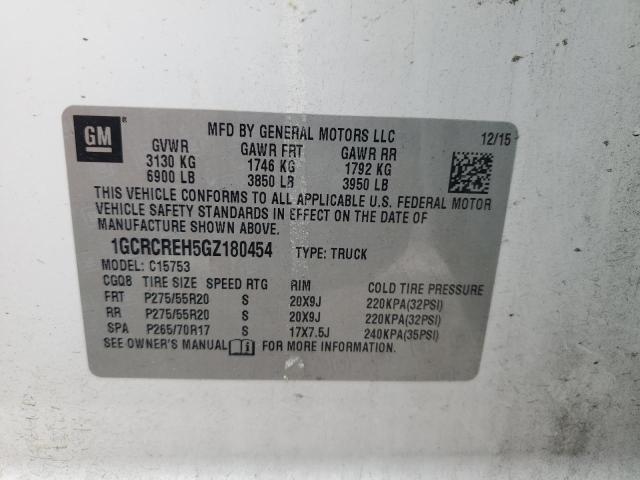 GM
MFD BY GENERAL MOTORS LLC 12/15
GVWR GAWR FRT GAWR RR
3130 KG 1746 KG 1792 KG
6900 LB 3850 LB 3950 LB
THIS VEHICLE CONFORMS TO ALL APPLICABLE U.S. FEDERAL MOTOR
VEHICLE SAFETY STANDARDS IN EFFECT ON THE DATE OF
MANUFACTURE SHOWN ABOVE.
1GCRCREH5GZ180454 TYPE: TRUCK
MODEL: C15753
CGQB TIRE SIZE SPEED RTG RIM COLD TIRE PRESSURE
FRT P275/55R20 S 20X9J 220KPA(32PSI)
RR P275/55R20 S 20X9J 220KPA(32PSI)
SPA P265/70R17 S 17X7.5J 240KPA(35PSI)
SEE OWNER'S MANUAL FOR MORE INFORMATION.